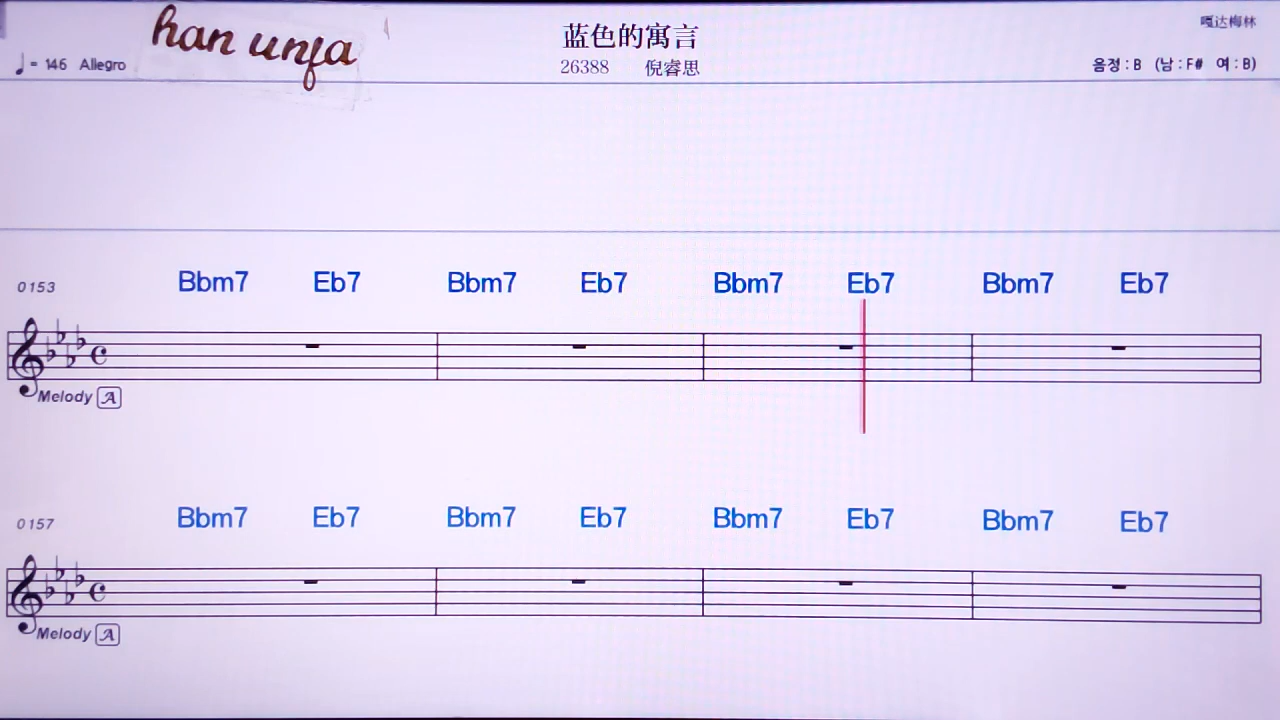 han unfa
蓝色的寓言
嘎达梅林
♩= 146 Allegro
26388 倪睿思
음정 : B (남 : F# 여 : B)
0153 Bbm7 Eb7 Bbm7 Eb7 Bbm7 Eb7 Bbm7 Eb7
Melody A
0157 Bbm7 Eb7 Bbm7 Eb7 Bbm7 Eb7 Bbm7 Eb7
Melody A